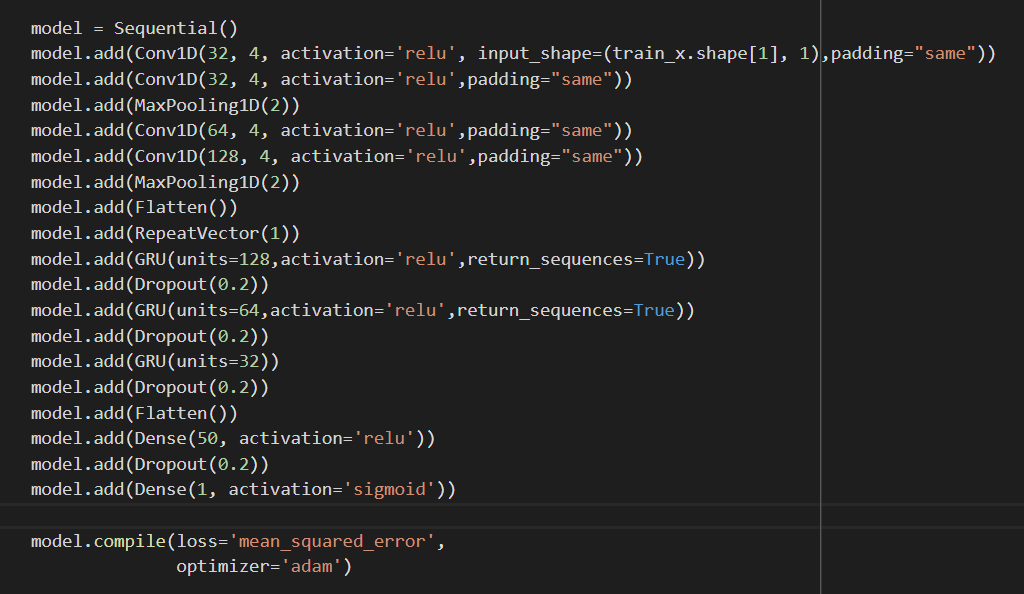 model = Sequential()
model.add(Conv1D(32, 4, activation='relu', input_shape=(train_x.shape[1], 1),padding="same"))
model.add(Conv1D(32, 4, activation='relu',padding="same"))
model.add(MaxPooling1D(2))
model.add(Conv1D(64, 4, activation='relu',padding="same"))
model.add(Conv1D(128, 4, activation='relu',padding="same"))
model.add(MaxPooling1D(2))
model.add(Flatten())
model.add(RepeatVector(1))
model.add(GRU(units=128,activation='relu',return_sequences=True))
model.add(Dropout(0.2))
model.add(GRU(units=64,activation='relu',return_sequences=True))
model.add(Dropout(0.2))
model.add(GRU(units=32))
model.add(Dropout(0.2))
model.add(Flatten())
model.add(Dense(50, activation='relu'))
model.add(Dropout(0.2))
model.add(Dense(1, activation='sigmoid'))
model.compile(loss='mean_squared_error',
              optimizer='adam')